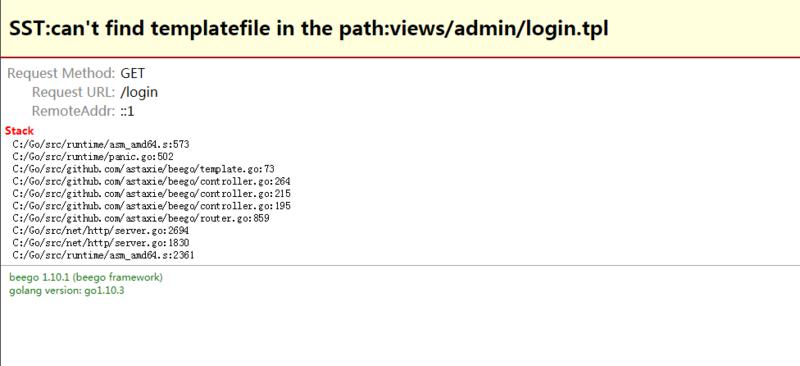 SST:can't find templatefile in the path:views/admin/login.tpl
Request Method: GET
Request URL: /login
RemoteAddr: ::1
Stack
C:/Go/src/runtime/asm_amd64.s:573
C:/Go/src/runtime/panic.go:502
C:/Go/src/github.com/astaxie/beego/template.go:73
C:/Go/src/github.com/astaxie/beego/controller.go:264
C:/Go/src/github.com/astaxie/beego/controller.go:215
C:/Go/src/github.com/astaxie/beego/controller.go:195
C:/Go/src/github.com/astaxie/beego/router.go:859
C:/Go/src/net/http/server.go:2694
C:/Go/src/net/http/server.go:1830
C:/Go/src/runtime/asm_amd64.s:2361
beego 1.10.1 (beego framework)
golang version: go1.10.3